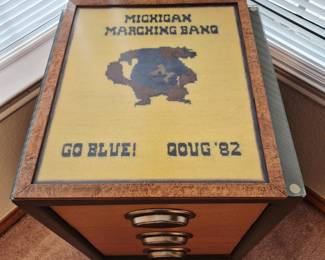 MICHIGAN
MARCHING BAND
GO BLUE! DOUG '82